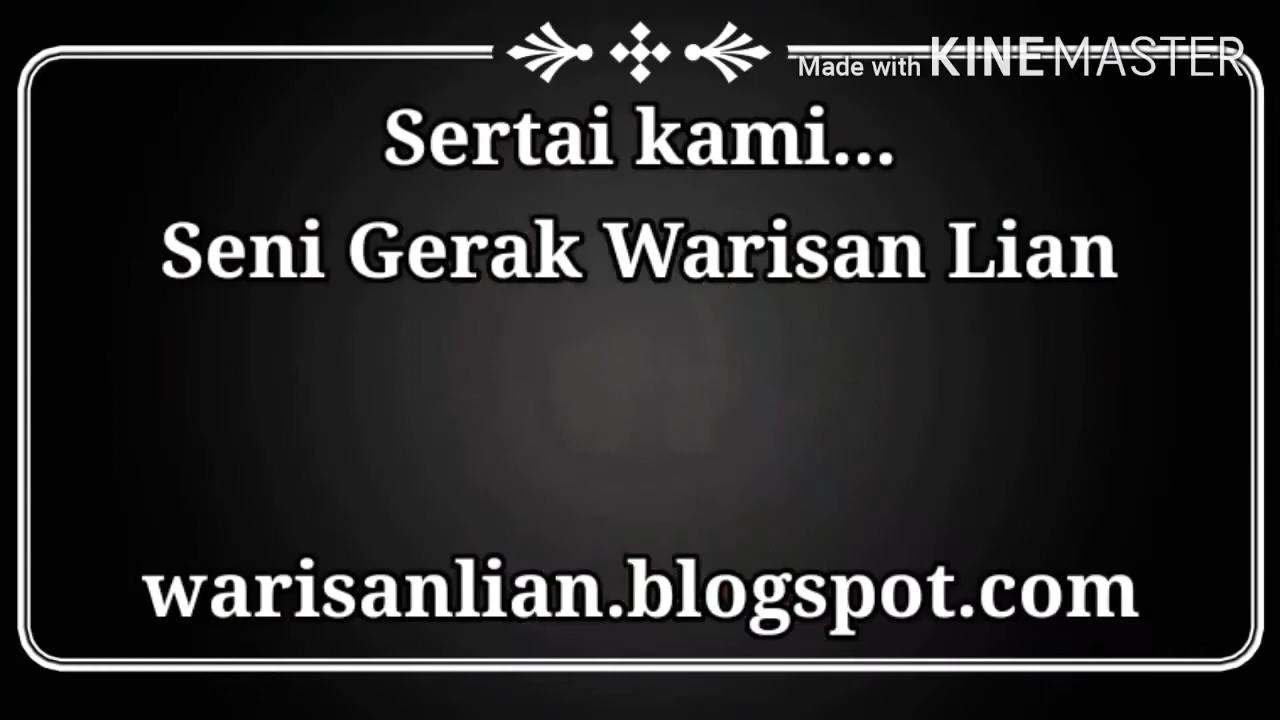 Made with KINEMASTER
Sertai kami...
Seni Gerak Warisan Lian
warisanlian.blogspot.com